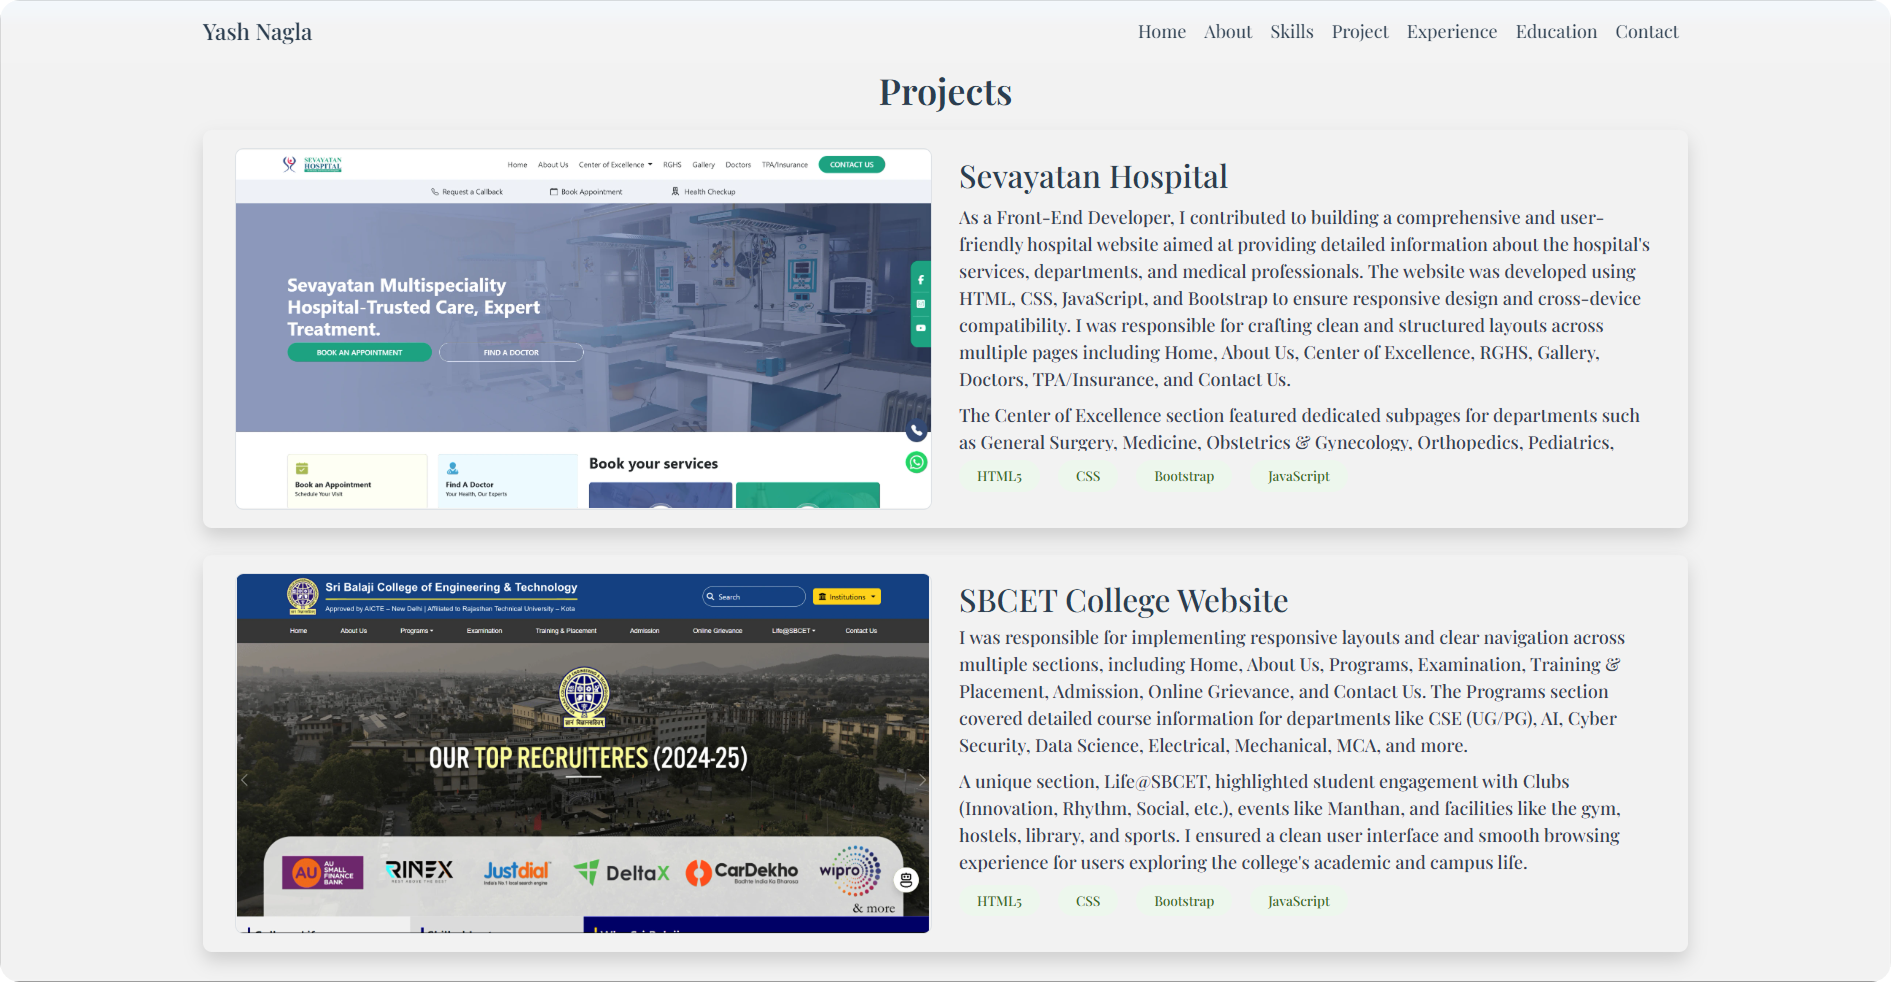 Yash Nagla
Home About Skills Project Experience Education Contact
Projects
SEVAYATAN
HOSPITAL
Home About Us Center of Excellence RGHS Gallery Doctors TPA/Insurance CONTACT US
Request a Callback Book Appointment Health Checkup
Sevayatan Multispeciality
Hospital-Trusted Care, Expert
Treatment.
BOOK AN APPOINTMENT FIND A DOCTOR
Book an Appointment
Schedule Your Visit
Find A Doctor
Your Health, Our Experts
Book your services
Sevayatan Hospital
As a Front-End Developer, I contributed to building a comprehensive and user-
friendly hospital website aimed at providing detailed information about the hospital's
services, departments, and medical professionals. The website was developed using
HTML, CSS, JavaScript, and Bootstrap to ensure responsive design and cross-device
compatibility. I was responsible for crafting clean and structured layouts across
multiple pages including Home, About Us, Center of Excellence, RGHS, Gallery,
Doctors, TPA/Insurance, and Contact Us.
The Center of Excellence section featured dedicated subpages for departments such
as General Surgery, Medicine, Obstetrics & Gynecology, Orthopedics, Pediatrics,
HTML5 CSS Bootstrap JavaScript
Sri Balaji College of Engineering & Technology
Approved by AICTE – New Delhi | Affiliated to Rajasthan Technical University – Kota
Search Institutions
Home About Us Programs Examination Training & Placement Admission Online Grievance Life@SBCET Contact Us
OUR TOP RECRUITERES (2024-25)
AU
SMALL
FINANCE
BANK
RINEX
Justdial
India's No. 1 local search engine
DeltaX
CarDekho
Badhte India Ka Bharosa
wipro
& more
SBCET College Website
I was responsible for implementing responsive layouts and clear navigation across
multiple sections, including Home, About Us, Programs, Examination, Training &
Placement, Admission, Online Grievance, and Contact Us. The Programs section
covered detailed course information for departments like CSE (UG/PG), AI, Cyber
Security, Data Science, Electrical, Mechanical, MCA, and more.
A unique section, Life@SBCET, highlighted student engagement with Clubs
(Innovation, Rhythm, Social, etc.), events like Manthan, and facilities like the gym,
hostels, library, and sports. I ensured a clean user interface and smooth browsing
experience for users exploring the college's academic and campus life.
HTML5 CSS Bootstrap JavaScript